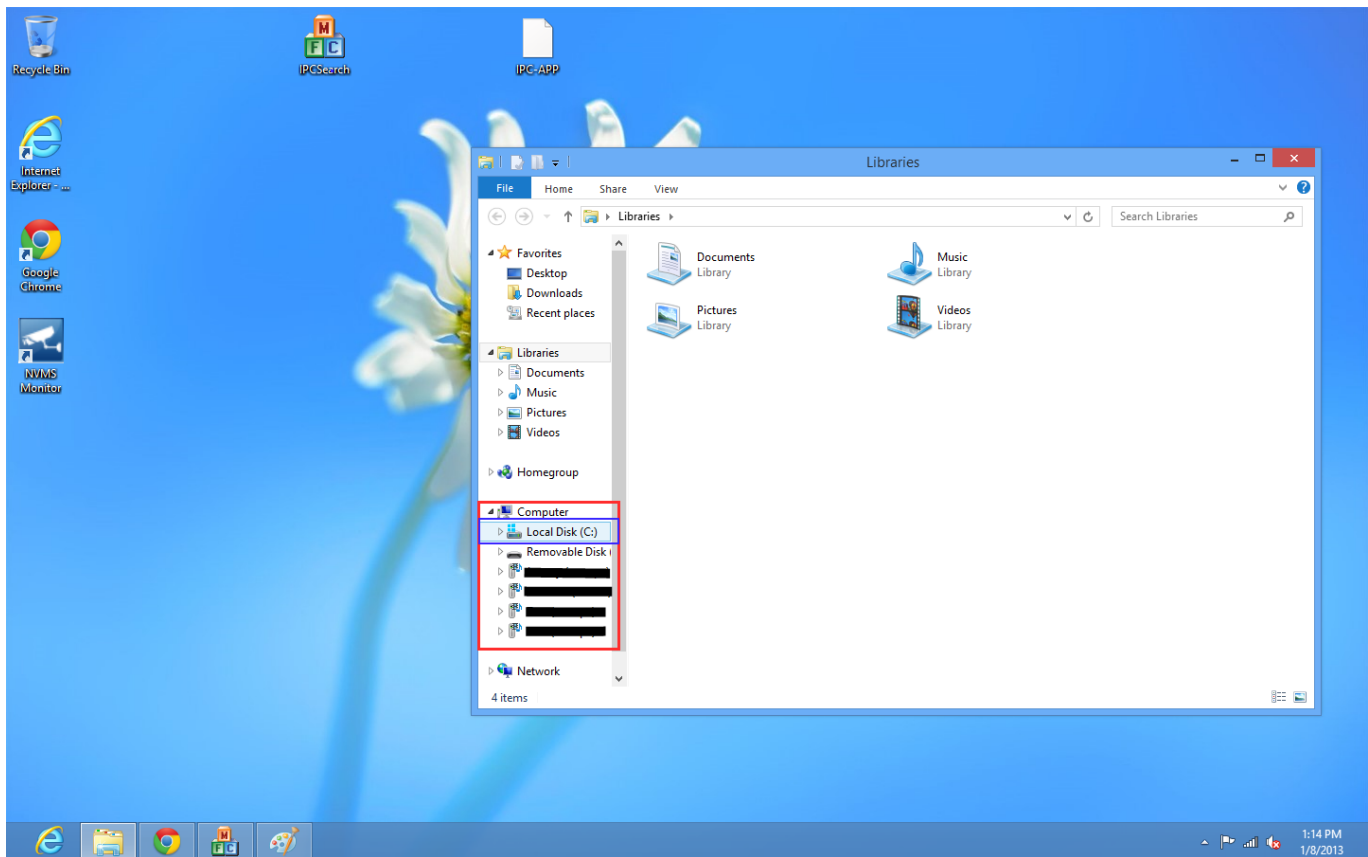 Recycle Bin
IPCSearch
IPC-APP
Internet
Explorer - ...
Google
Chrome
NVMS
Monitor
Libraries
File Home Share View
Libraries
Search Libraries
Favorites
Desktop
Downloads
Recent places
Libraries
Documents
Music
Pictures
Videos
Homegroup
Computer
Local Disk (C:)
Removable Disk (
Network
Documents
Library
Music
Library
Pictures
Library
Videos
Library
4 items
M
F C
M
F C
1:14 PM
1/8/2013